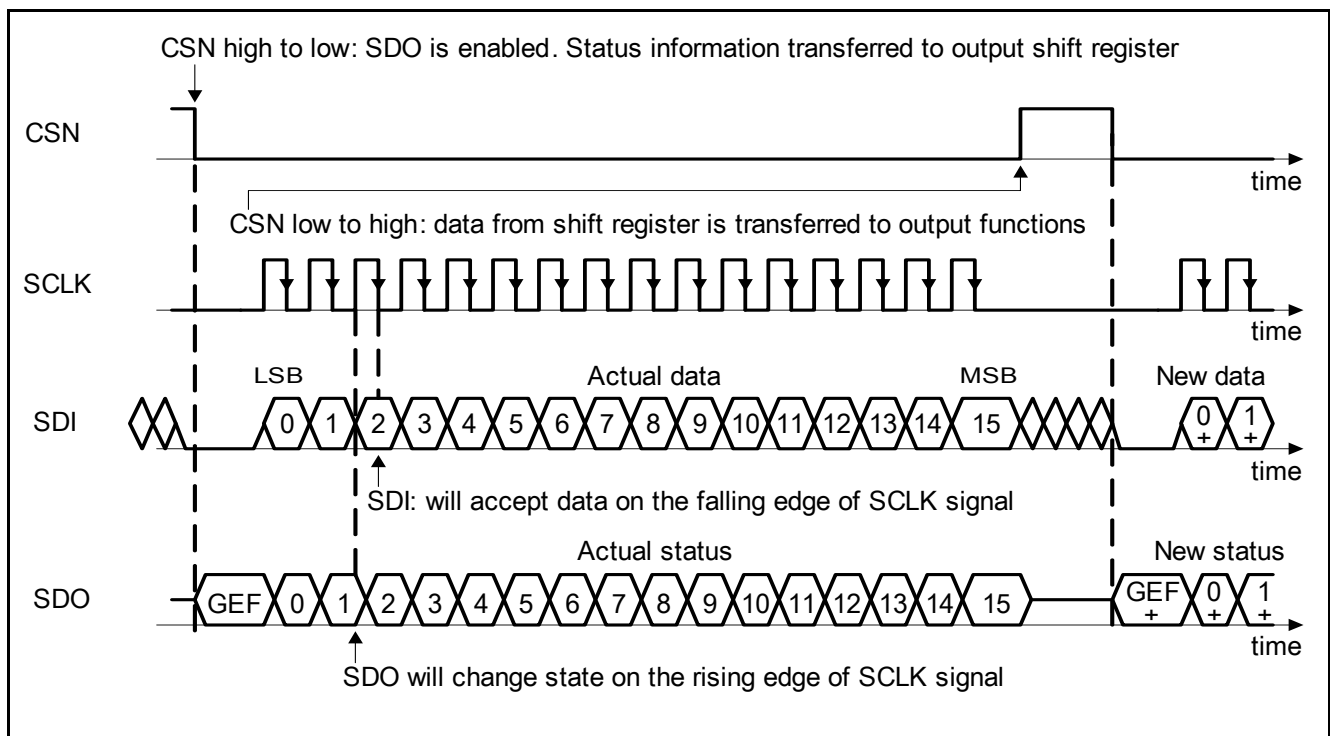 CSN high to low: SDO is enabled. Status information transferred to output shift register
CSN
time
CSN low to high: data from shift register is transferred to output functions
SCLK
time
LSB Actual data MSB New data
SDI
0 1 2 3 4 5 6 7 8 9 10 11 12 13 14 15 0+ 1+
time
SDI: will accept data on the falling edge of SCLK signal
Actual status New status
SDO
GEF 0 1 2 3 4 5 6 7 8 9 10 11 12 13 14 15 GEF+ 0+ 1+
time
SDO will change state on the rising edge of SCLK signal